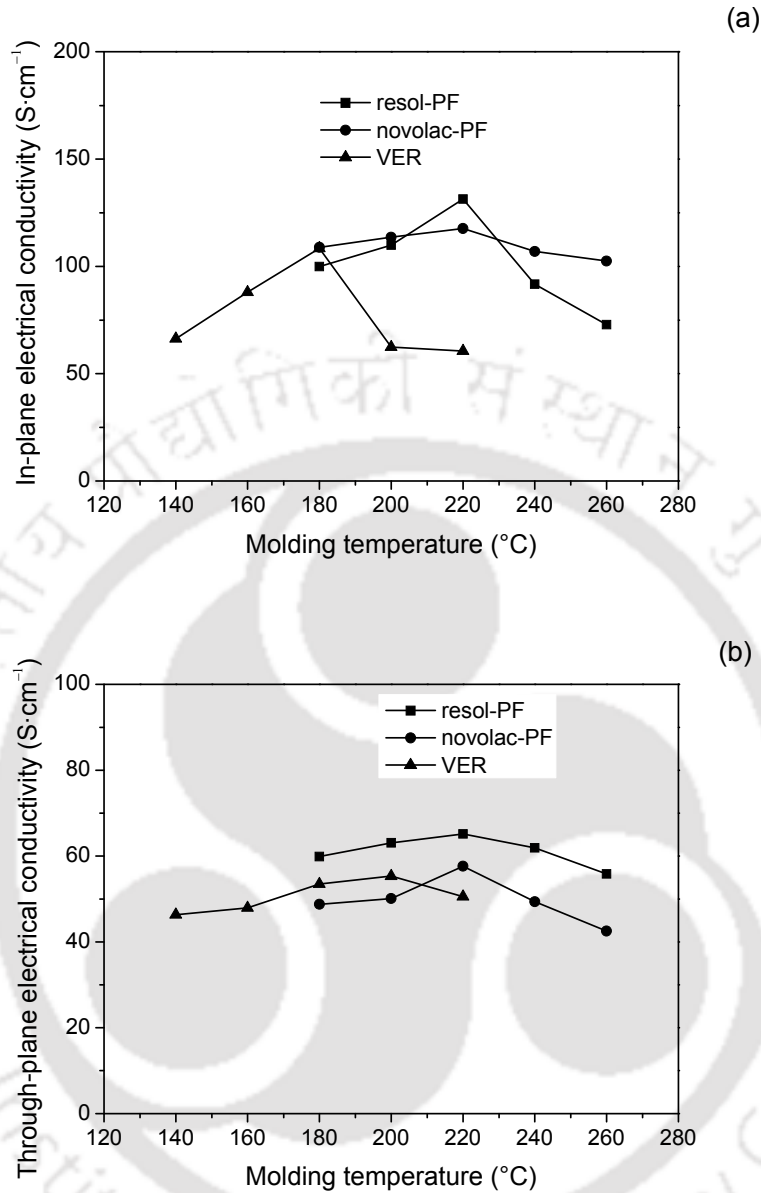 (a)
200
150
100
50
0
In-plane electrical conductivity (S·cm⁻¹)
resol-PF
novolac-PF
VER
120 140 160 180 200 220 240 260 280
Molding temperature (°C)
(b)
100
80
60
40
20
0
Through-plane electrical conductivity (S·cm⁻¹)
resol-PF
novolac-PF
VER
120 140 160 180 200 220 240 260 280
Molding temperature (°C)